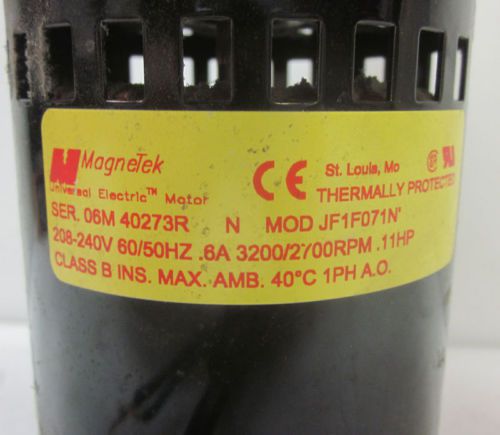 MagneTek
Universal Electric™ Motor
CE
St. Louis, Mo
THERMALLY PROTECTED
SER. 06M 40273R N MOD JF1F071N
208-240V 60/50HZ .6A 3200/2700RPM .11HP
CLASS B INS. MAX. AMB. 40°C 1PH A.O.